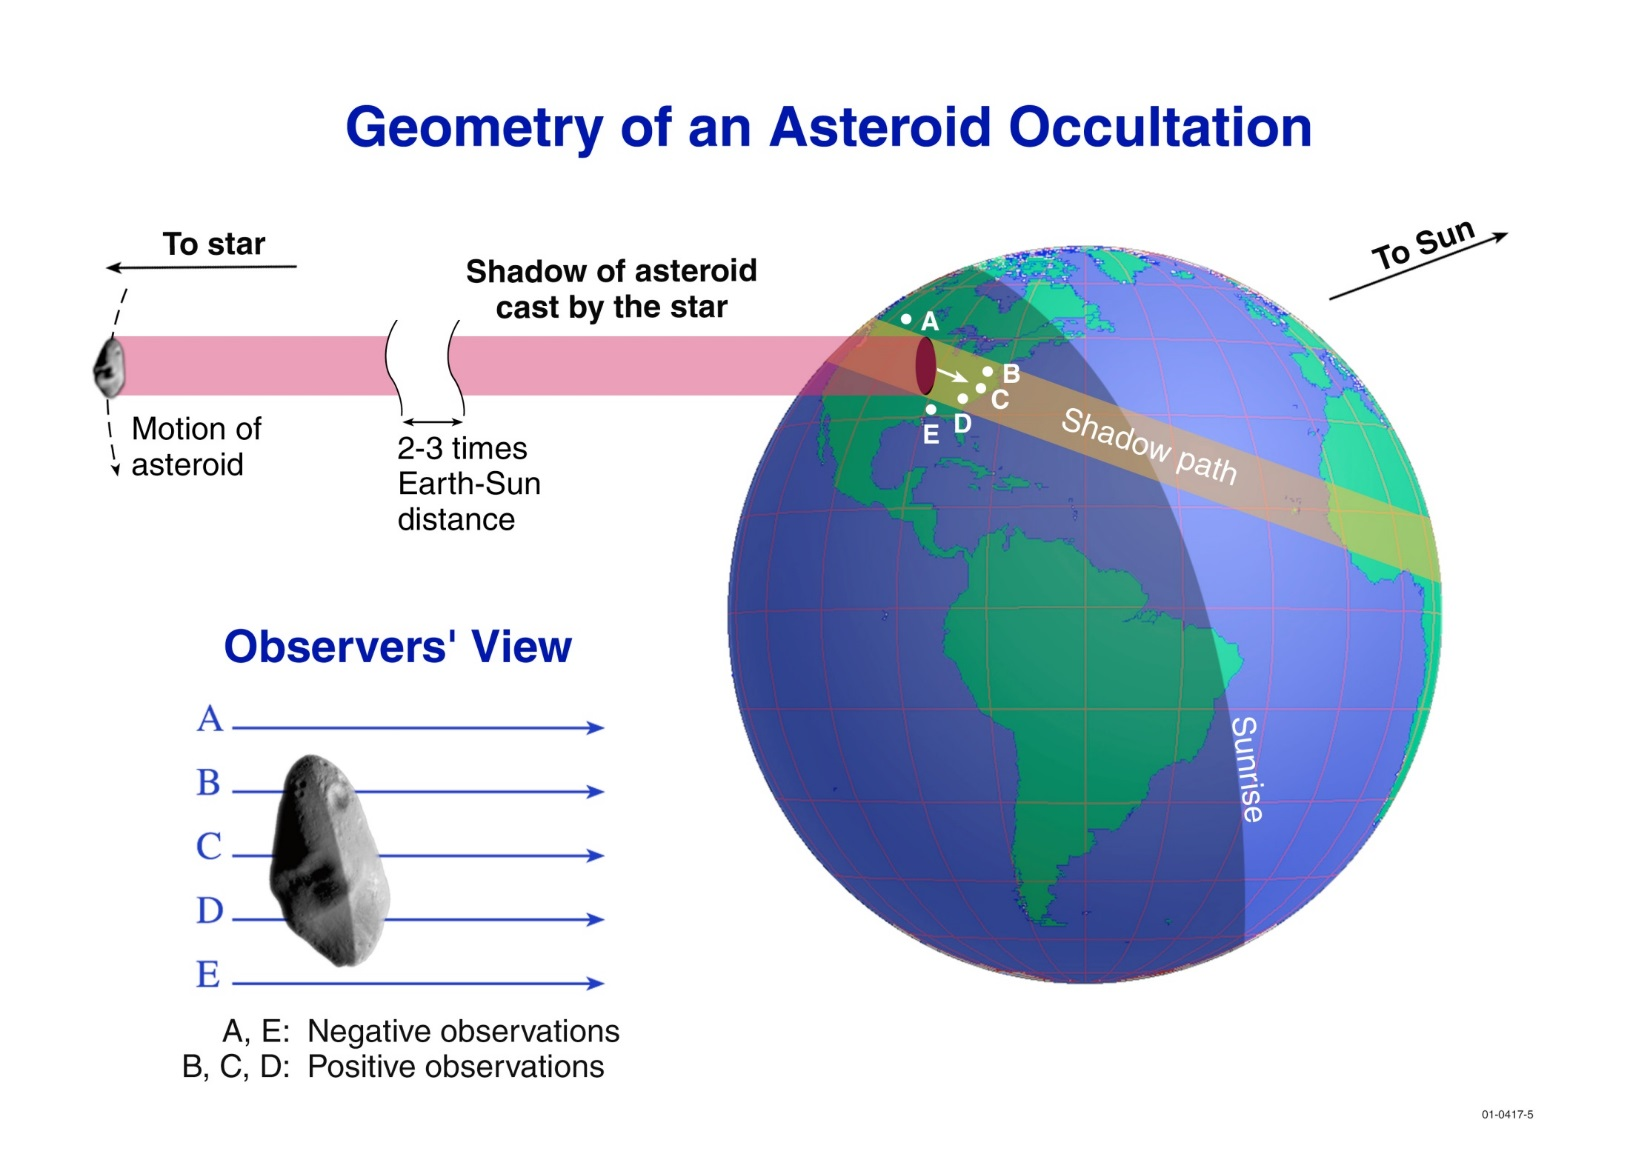 Geometry of an Asteroid Occultation
To star
Shadow of asteroid
cast by the star
To Sun
Motion of
asteroid
2-3 times
Earth-Sun
distance
A
B
C
D
E
Shadow path
Sunrise
Observers' View
A
B
C
D
E
A, E: Negative observations
B, C, D: Positive observations
01-0417-5